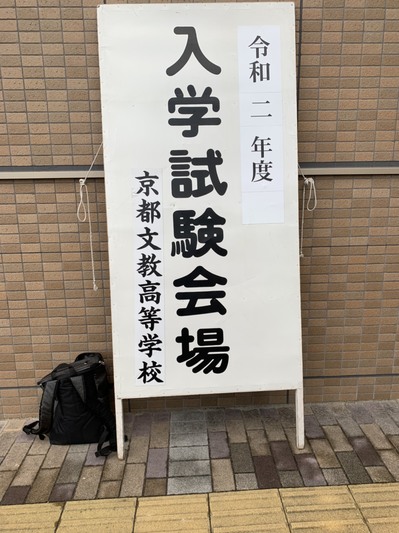 令和二年度
入学試験会場
京都文教高等学校